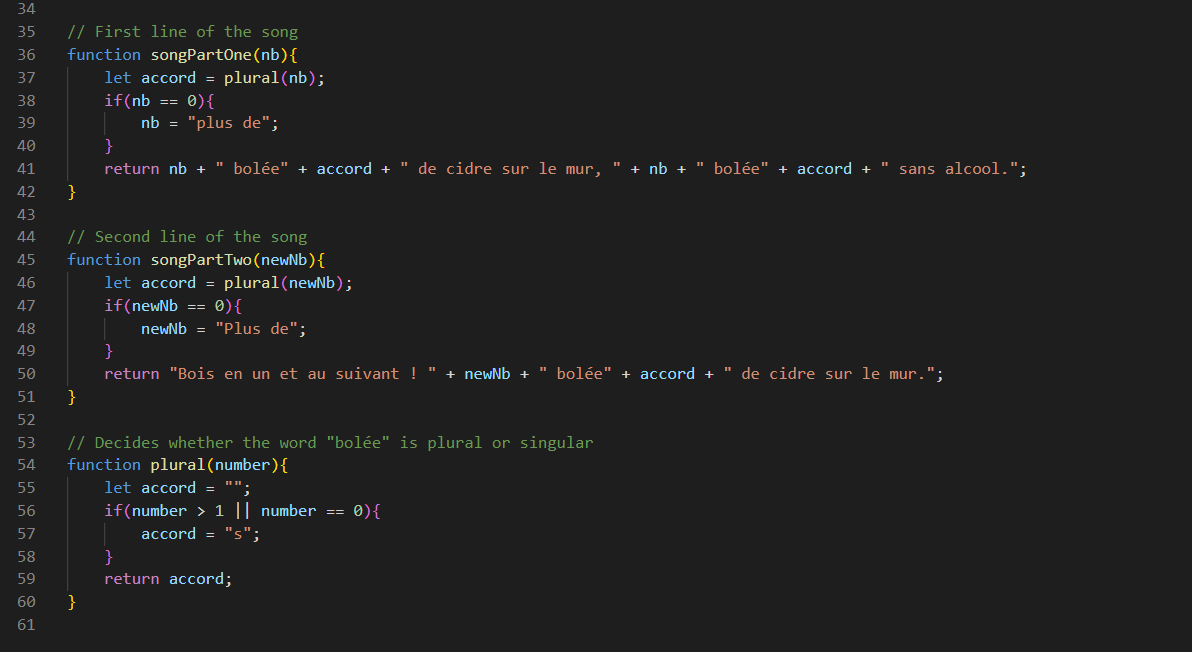 34
35 // First line of the song
36 function songPartOne(nb){
37     let accord = plural(nb);
38     if(nb == 0){
39         nb = "plus de";
40     }
41     return nb + " bolée" + accord + " de cidre sur le mur, " + nb + " bolée" + accord + " sans alcool.";
42 }
43
44 // Second line of the song
45 function songPartTwo(newNb){
46     let accord = plural(newNb);
47     if(newNb == 0){
48         newNb = "Plus de";
49     }
50     return "Bois en un et au suivant ! " + newNb + " bolée" + accord + " de cidre sur le mur.";
51 }
52
53 // Decides whether the word "bolée" is plural or singular
54 function plural(number){
55     let accord = "";
56     if(number > 1 || number == 0){
57         accord = "s";
58     }
59     return accord;
60 }
61